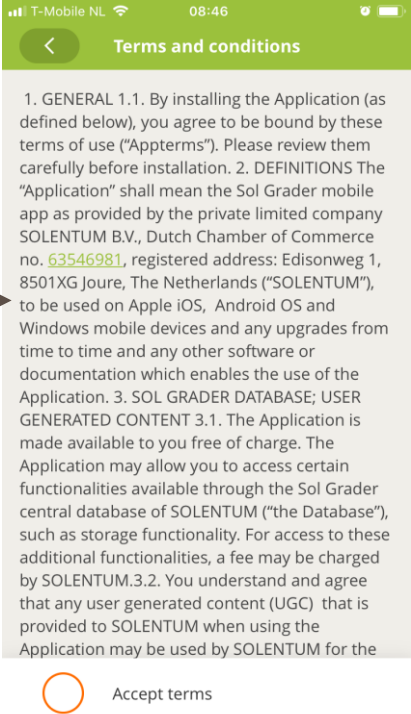 T-Mobile NL
08:46
Terms and conditions
1. GENERAL 1.1. By installing the Application (as
defined below), you agree to be bound by these
terms of use (“Appterms”). Please review them
carefully before installation. 2. DEFINITIONS The
“Application” shall mean the Sol Grader mobile
app as provided by the private limited company
SOLENTUM B.V., Dutch Chamber of Commerce
no. 63546981, registered address: Edisonweg 1,
8501XG Joure, The Netherlands (“SOLENTUM”),
to be used on Apple iOS,  Android OS and
Windows mobile devices and any upgrades from
time to time and any other software or
documentation which enables the use of the
Application. 3. SOL GRADER DATABASE; USER
GENERATED CONTENT 3.1. The Application is
made available to you free of charge. The
Application may allow you to access certain
functionalities available through the Sol Grader
central database of SOLENTUM (“the Database”),
such as storage functionality. For access to these
additional functionalities, a fee may be charged
by SOLENTUM.3.2. You understand and agree
that any user generated content (UGC)  that is
provided to SOLENTUM when using the
Application may be used by SOLENTUM for the
Accept terms